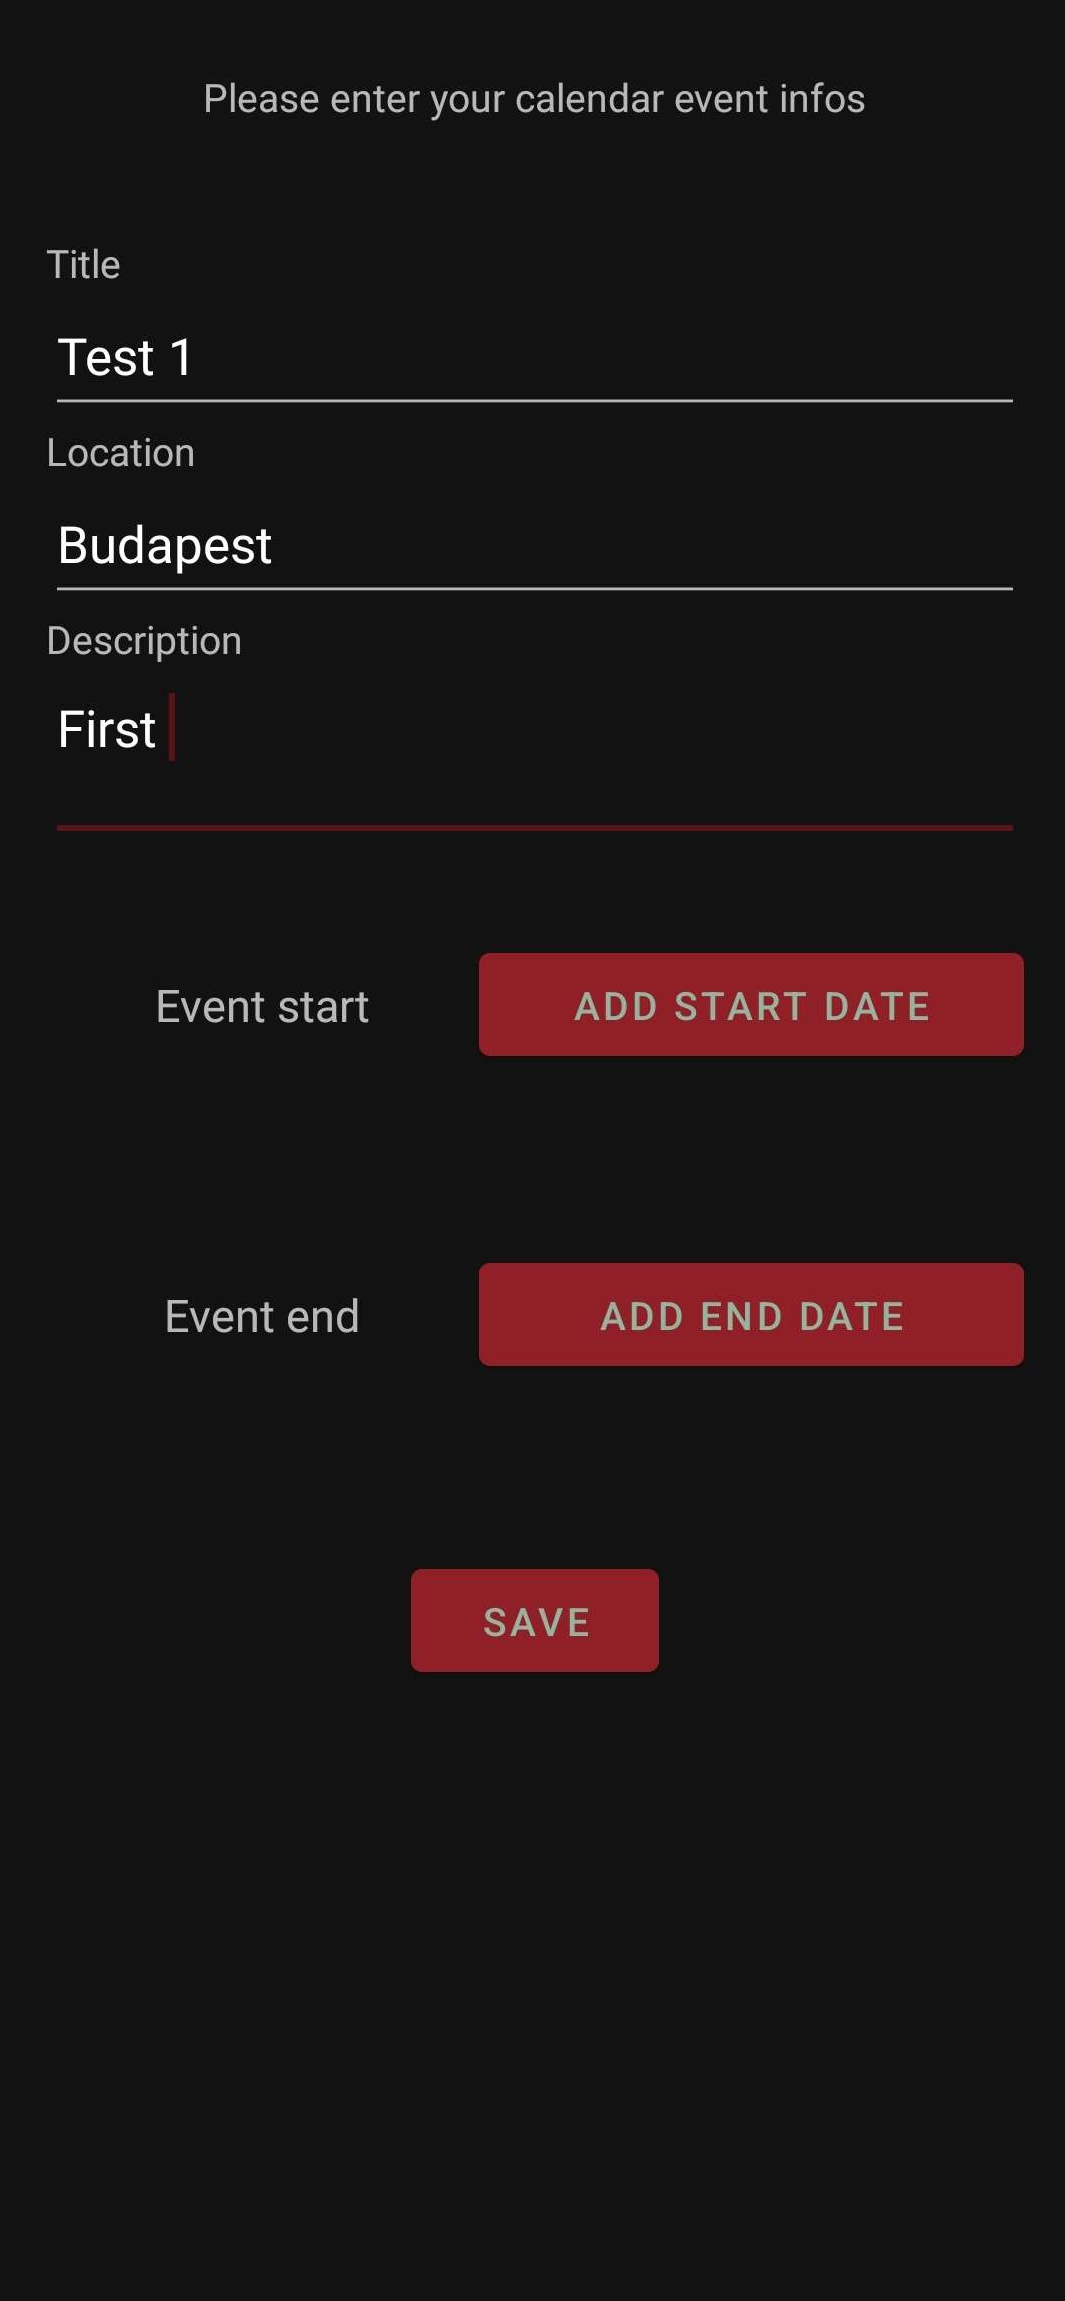 Please enter your calendar event infos
Title
Test 1
Location
Budapest
Description
First
Event start
ADD START DATE
Event end
ADD END DATE
SAVE